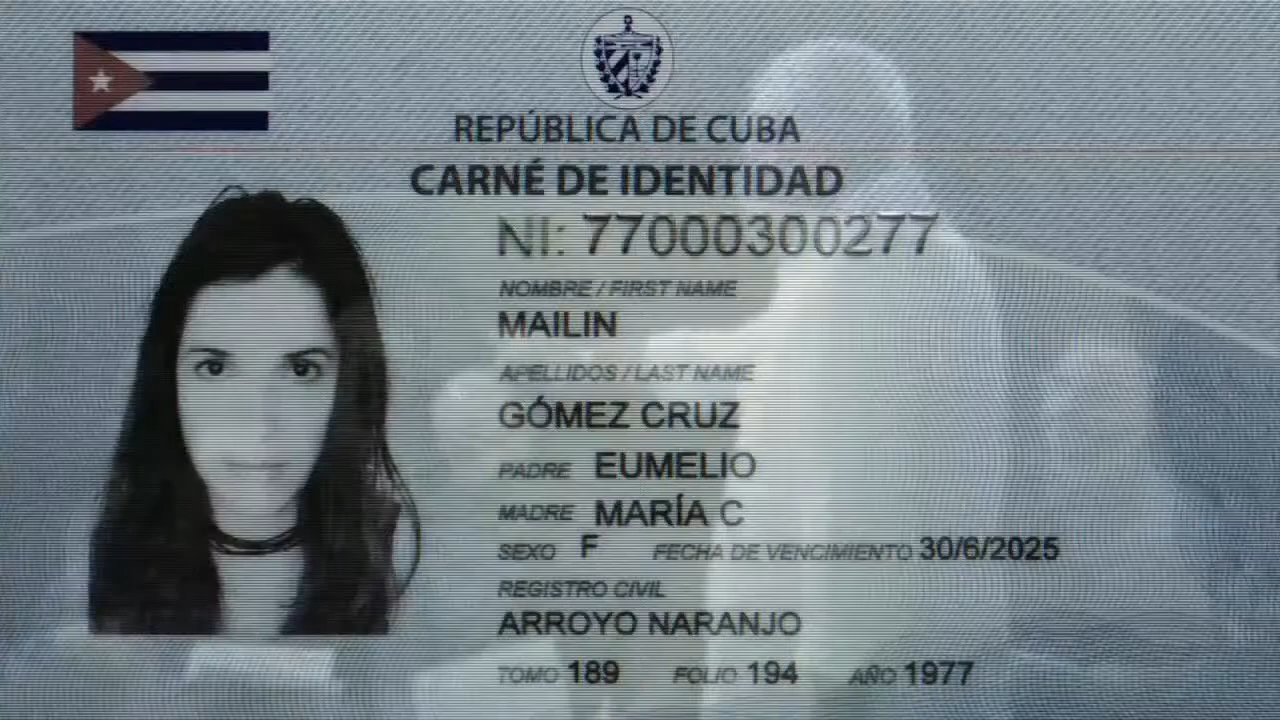 REPÚBLICA DE CUBA
CARNÉ DE IDENTIDAD
NI: 77000300277
NOMBRE / FIRST NAME
MAILIN
APELLIDOS / LAST NAME
GÓMEZ CRUZ
PADRE EUMELIO
MADRE MARÍA C
SEXO F FECHA DE VENCIMIENTO 30/6/2025
REGISTRO CIVIL
ARROYO NARANJO
TOMO 189 FOLIO 194 AÑO 1977